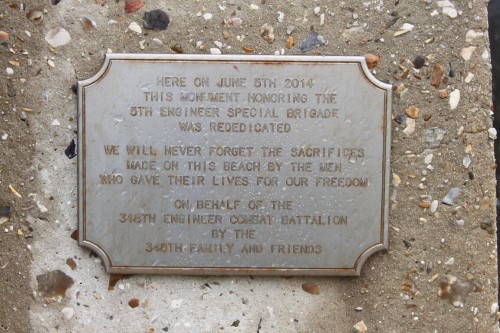 HERE ON JUNE 5TH 2014
THIS MONUMENT HONORING THE
5TH ENGINEER SPECIAL BRIGADE
WAS REDEDICATED
WE WILL NEVER FORGET THE SACRIFICES
MADE ON THIS BEACH BY THE MEN
WHO GAVE THEIR LIVES FOR OUR FREEDOM
ON BEHALF OF THE
348TH ENGINEER COMBAT BATTALION
BY THE
348TH FAMILY AND FRIENDS